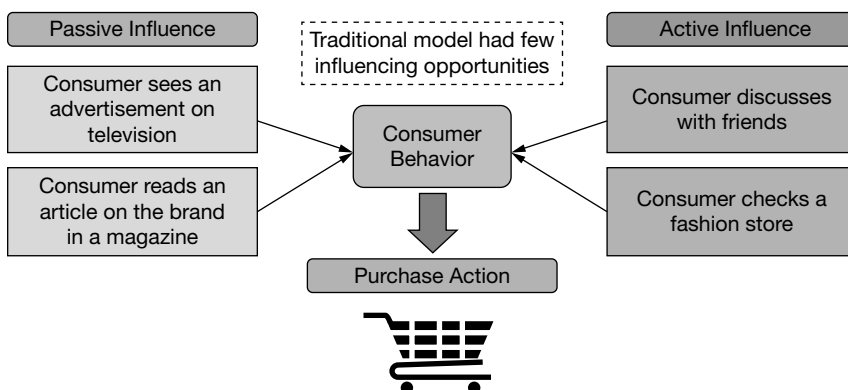 Passive Influence
Consumer sees an
advertisement on
television
Consumer reads an
article on the brand
in a magazine
Traditional model had few
influencing opportunities
Consumer
Behavior
Purchase Action
Active Influence
Consumer discusses
with friends
Consumer checks a
fashion store